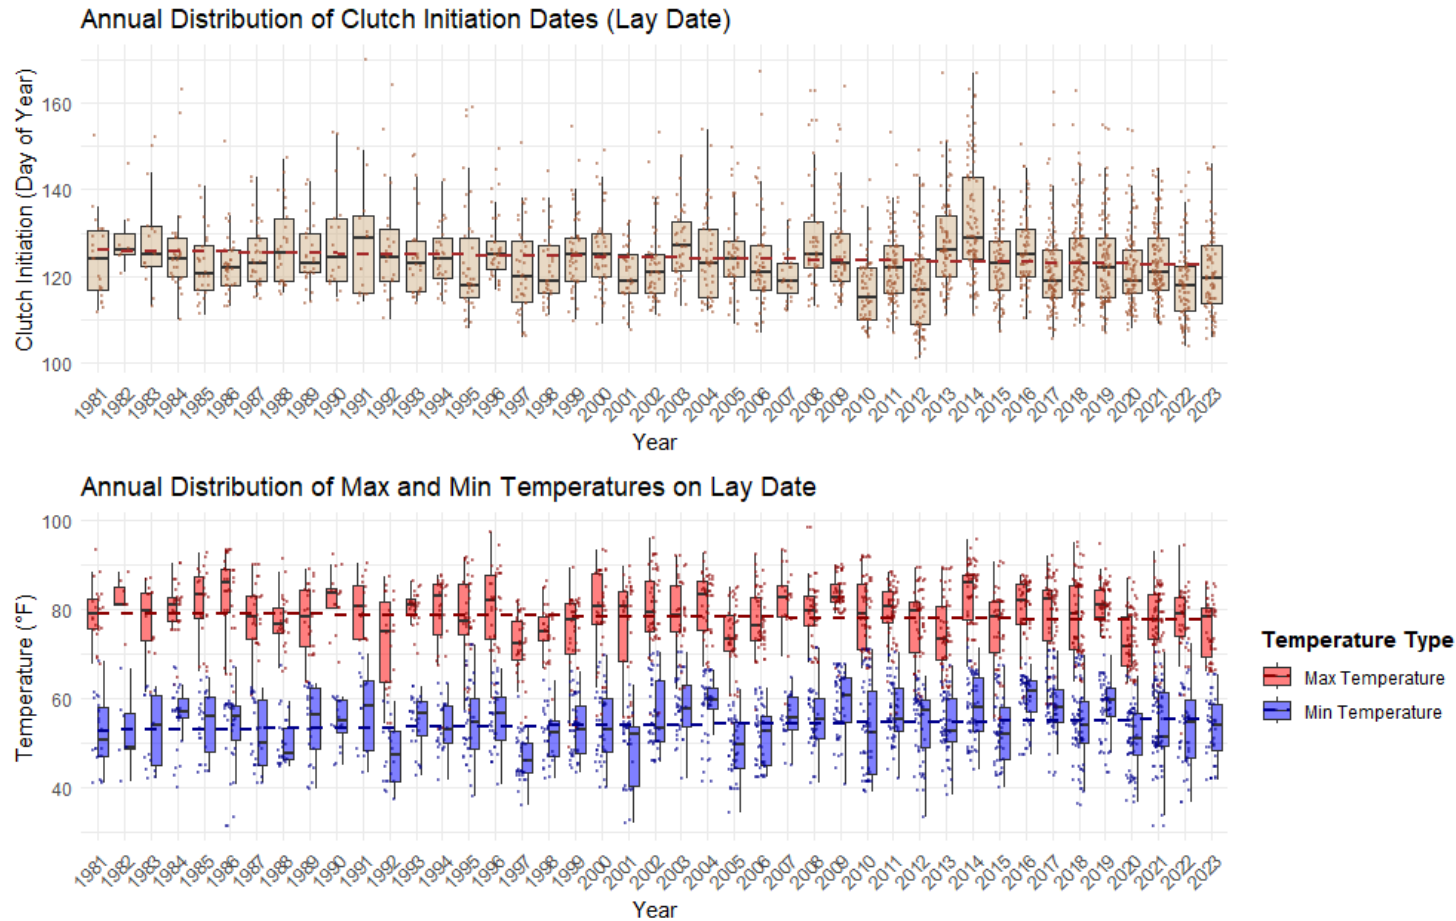 Annual Distribution of Clutch Initiation Dates (Lay Date)
Clutch Initiation (Day of Year)
160
140
120
100
1981 1982 1983 1984 1985 1986 1987 1988 1989 1990 1991 1992 1993 1994 1995 1996 1997 1998 1999 2000 2001 2002 2003 2004 2005 2006 2007 2008 2009 2010 2011 2012 2013 2014 2015 2016 2017 2018 2019 2020 2021 2022 2023
Year
Annual Distribution of Max and Min Temperatures on Lay Date
Temperature (°F)
100
80
60
40
1981 1982 1983 1984 1985 1986 1987 1988 1989 1990 1991 1992 1993 1994 1995 1996 1997 1998 1999 2000 2001 2002 2003 2004 2005 2006 2007 2008 2009 2010 2011 2012 2013 2014 2015 2016 2017 2018 2019 2020 2021 2022 2023
Year
Temperature Type
Max Temperature
Min Temperature